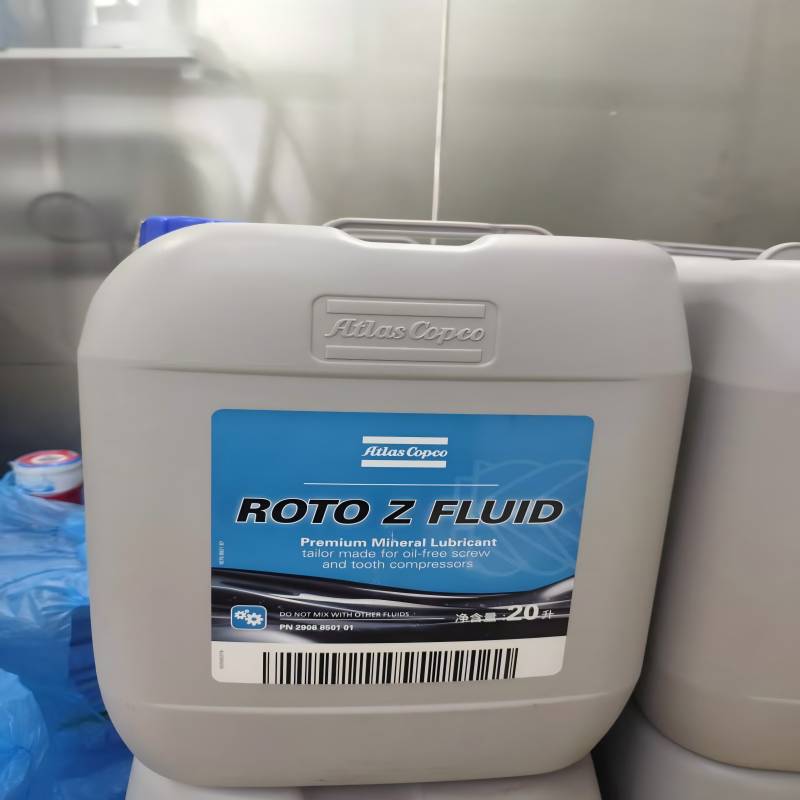 Atlas Copco
Atlas Copco
ROTO Z FLUID
Premium Mineral Lubricant
tailor made for oil-free screw
and tooth compressors
DO NOT MIX WITH OTHER FLUIDS
净含量:20升
PN 2908 8501 01